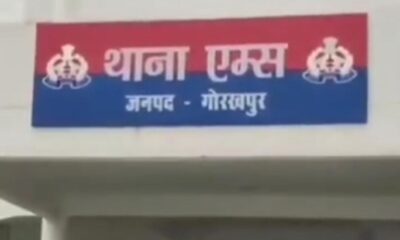 थाना एम्स
जनपद - गोरखपुर